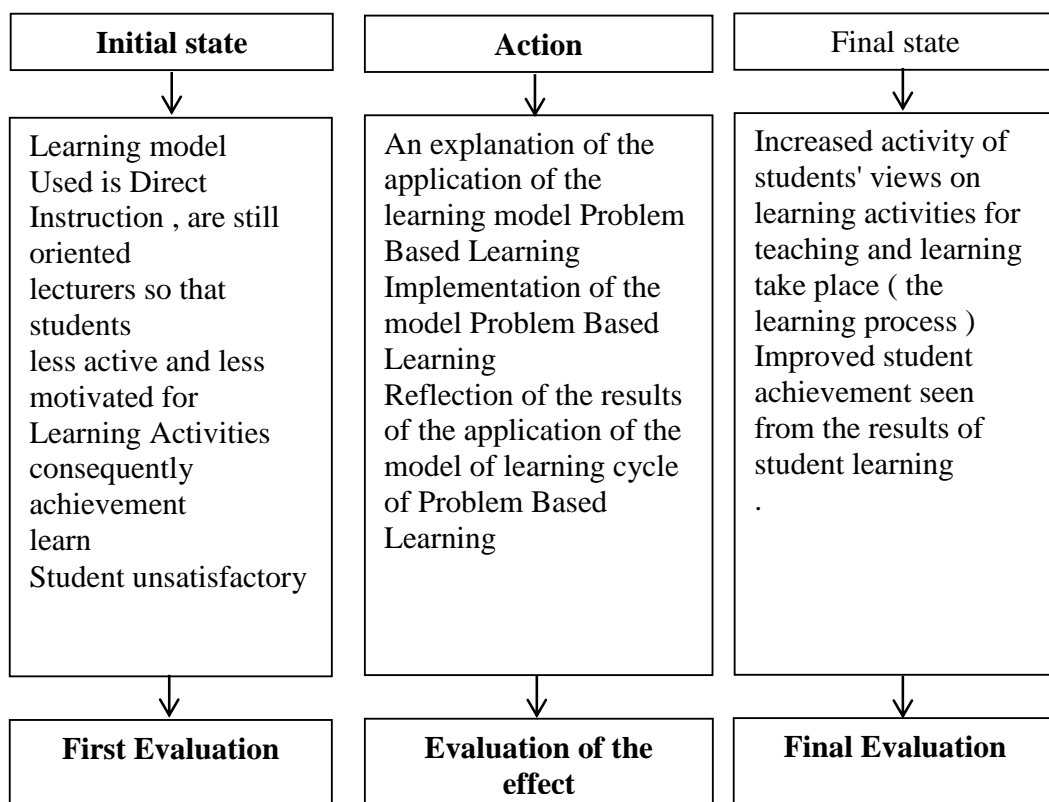 Initial state
Learning model
Used is Direct
Instruction , are still
oriented
lecturers so that
students
less active and less
motivated for
Learning Activities
consequently
achievement
learn
Student unsatisfactory
First Evaluation
Action
An explanation of the
application of the
learning model Problem
Based Learning
Implementation of the
model Problem Based
Learning
Reflection of the results
of the application of the
model of learning cycle
of Problem Based
Learning
Evaluation of the
effect
Final state
Increased activity of
students' views on
learning activities for
teaching and learning
take place ( the
learning process )
Improved student
achievement seen
from the results of
student learning
.
Final Evaluation